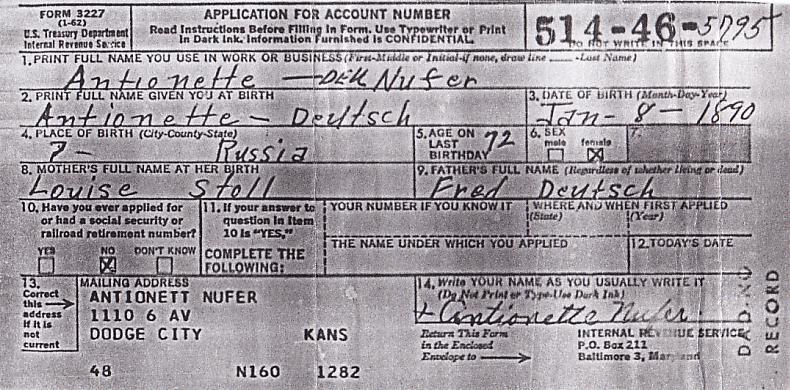 FORM 3227
(1-62)
U.S. Treasury Department
Internal Revenue Service
APPLICATION FOR ACCOUNT NUMBER
Read Instructions Before Filling in Form. Use Typewriter or Print
in Dark Ink. Information Furnished is CONFIDENTIAL.
514-46-5795
DO NOT WRITE IN THIS SPACE
1. PRINT FULL NAME YOU USE IN WORK OR BUSINESS (First-Middle or Initial-if none, draw line ___ -Last Name)
Antionette — Nufer
2. PRINT FULL NAME GIVEN YOU AT BIRTH
Antionette - Deutsch
3. DATE OF BIRTH (Month-Day-Year)
Jan - 8 - 1890
4. PLACE OF BIRTH (City-County-State)
? - Russia
5. AGE ON LAST BIRTHDAY
72
6. SEX
male female
7.
8. MOTHER'S FULL NAME AT HER BIRTH
Louise Stoll
9. FATHER'S FULL NAME (Regardless of whether living or dead)
Fred Deutsch
10. Have you ever applied for
or had a social security or
railroad retirement number?
YES NO DON'T KNOW
11. If your answer to
question in Item
10 is "YES,"
COMPLETE THE
FOLLOWING:
YOUR NUMBER IF YOU KNOW IT
WHERE AND WHEN FIRST APPLIED
(State) (Year)
THE NAME UNDER WHICH YOU APPLIED
12. TODAY'S DATE
13.
Correct
this
address
if it is
not
current
MAILING ADDRESS
ANTIONETT NUFER
1110 6 AV
DODGE CITY KANS
48 N160 1282
14. Write YOUR NAME AS YOU USUALLY WRITE IT
(Do Not Print or Type-Use Dark Ink)
Antionette Nufer
Return This Form
in the Enclosed
Envelope to
INTERNAL REVENUE SERVICE
P.O. Box 211
Baltimore 3, Maryland
RECORD